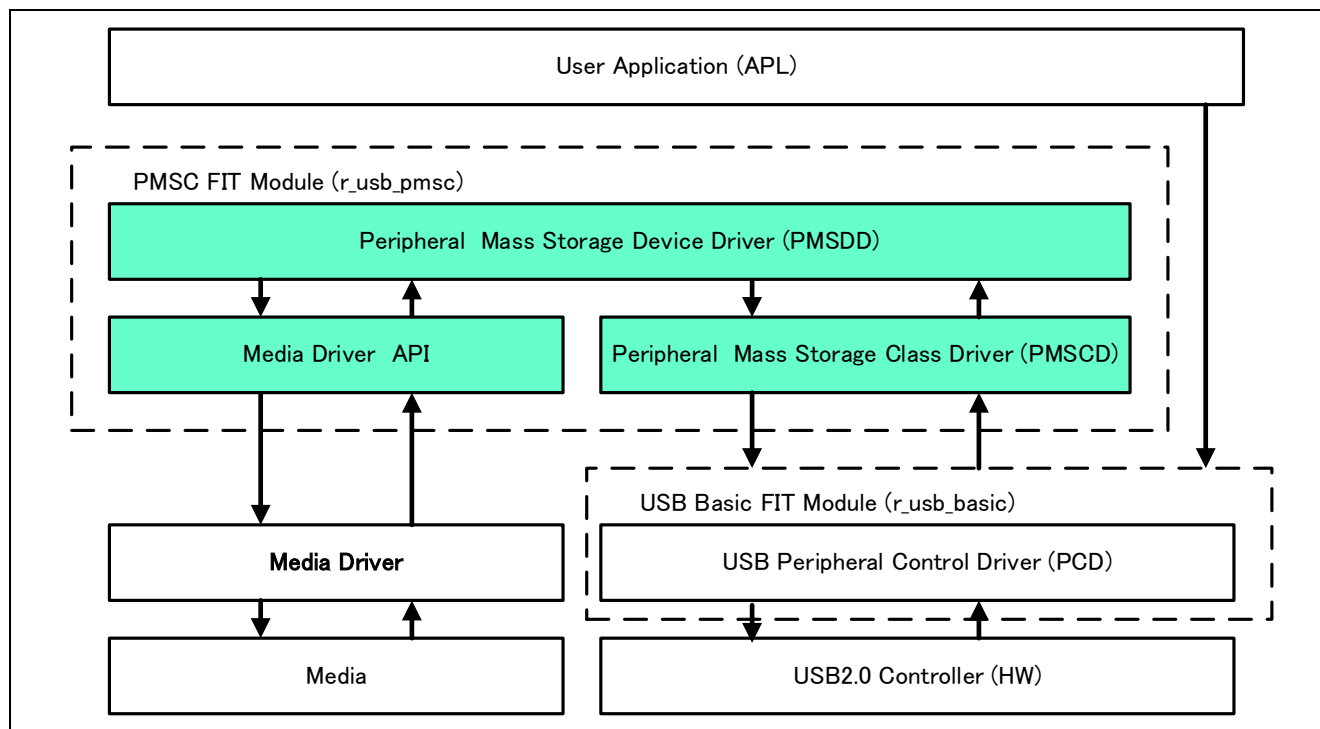 User Application (APL)
PMSC FIT Module (r_usb_pmsc)
Peripheral Mass Storage Device Driver (PMSDD)
Media Driver API
Peripheral Mass Storage Class Driver (PMSCD)
USB Basic FIT Module (r_usb_basic)
Media Driver
USB Peripheral Control Driver (PCD)
Media
USB2.0 Controller (HW)